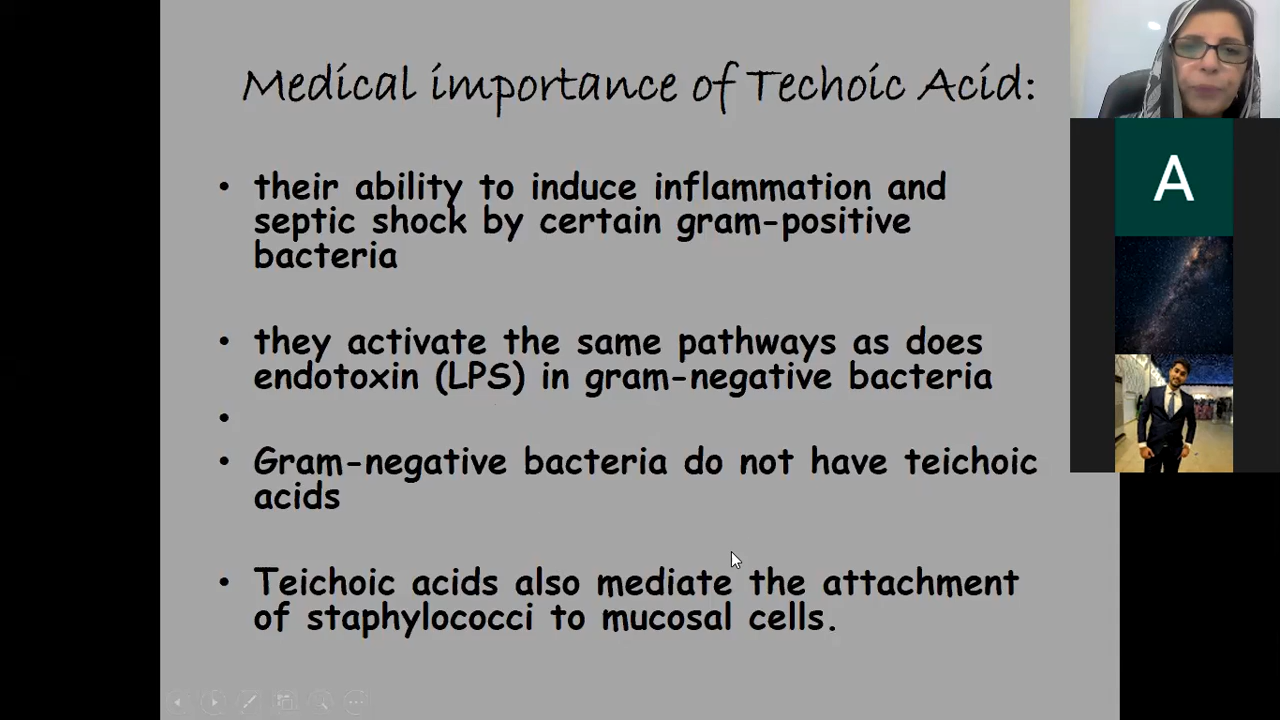 Medical importance of Techoic Acid:
• their ability to induce inflammation and
septic shock by certain gram-positive
bacteria
• they activate the same pathways as does
endotoxin (LPS) in gram-negative bacteria
•
• Gram-negative bacteria do not have teichoic
acids
• Teichoic acids also mediate the attachment
of staphylococci to mucosal cells.
A